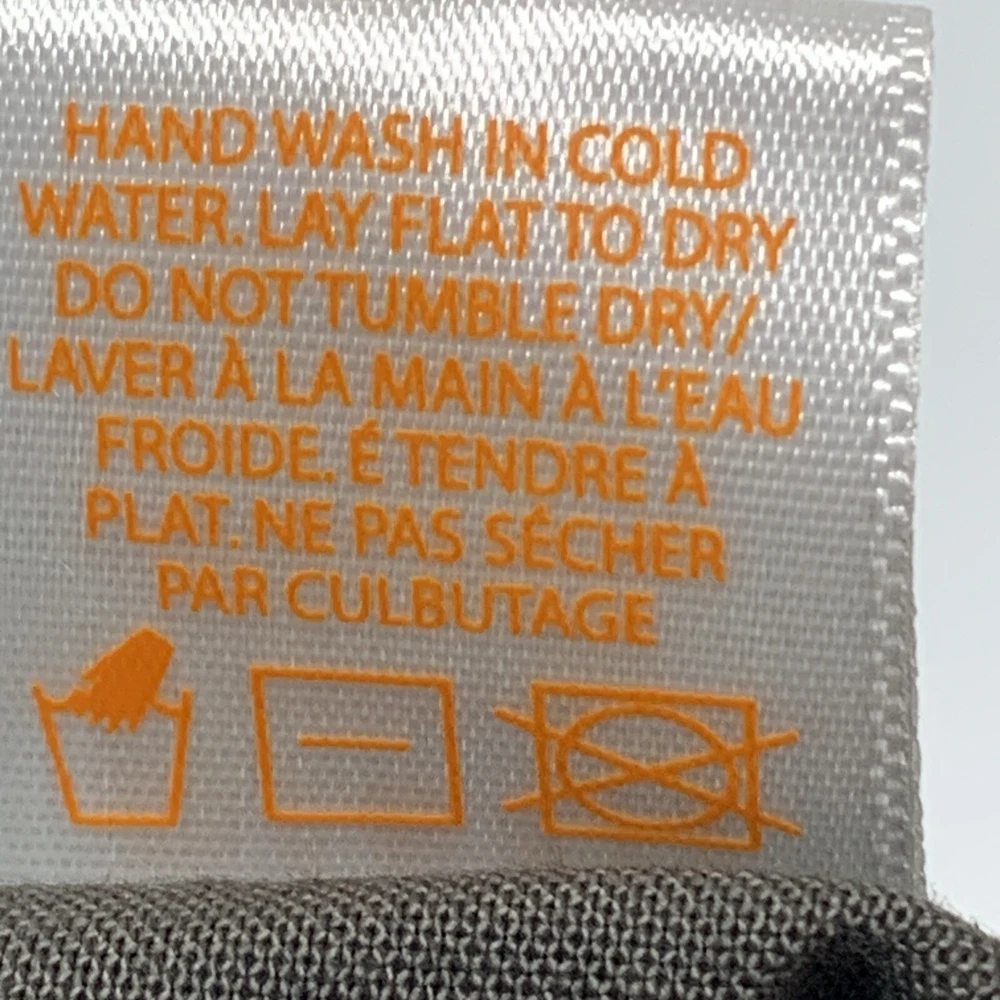 HAND WASH IN COLD
WATER. LAY FLAT TO DRY
DO NOT TUMBLE DRY/
LAVER À LA MAIN À L'EAU
FROIDE. É TENDRE À
PLAT. NE PAS SÉCHER
PAR CULBUTAGE